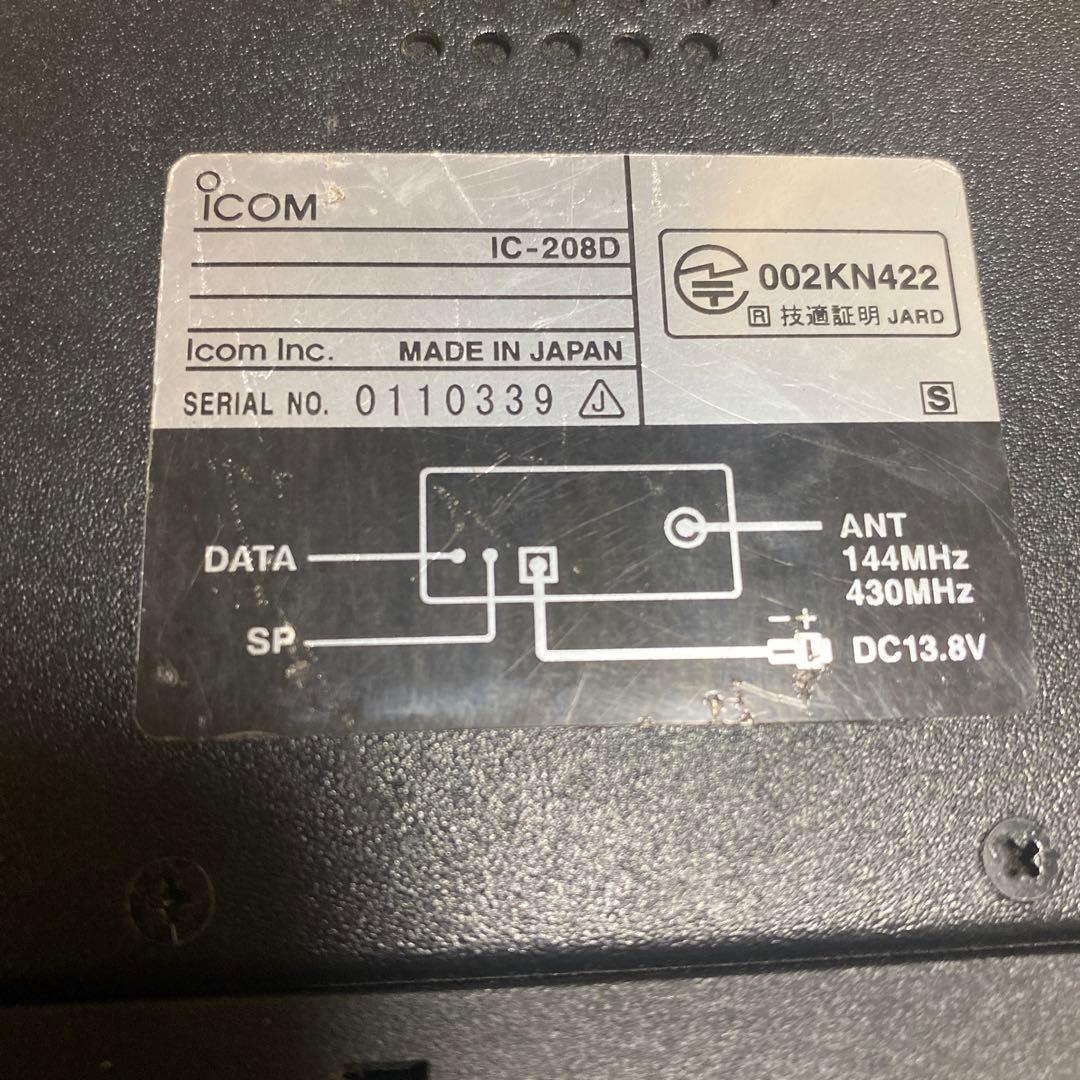 ICOM
IC-208D
Icom Inc. MADE IN JAPAN
SERIAL NO. 0110339 J
002KN422
R 技適証明 JARD
S
DATA
SP
ANT
144MHz
430MHz
- +
DC13.8V